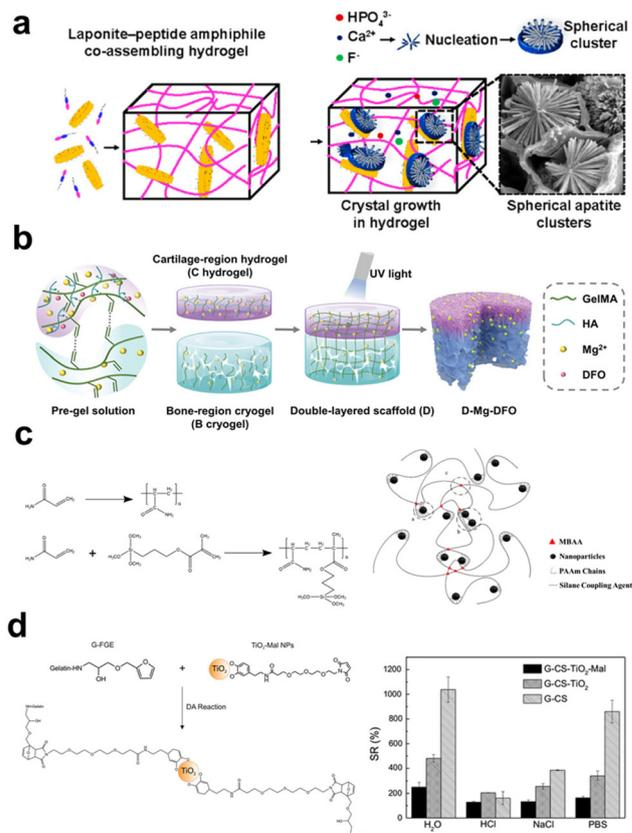 a
Laponite–peptide amphiphile
co-assembling hydrogel
HPO₄³⁻
Ca²⁺
F⁻
Nucleation
Spherical
cluster
Crystal growth
in hydrogel
Spherical apatite
clusters
b
Cartilage-region hydrogel
(C hydrogel)
UV light
GelMA
HA
Mg²⁺
DFO
Pre-gel solution
Bone-region cryogel
(B cryogel)
Double-layered scaffold (D)
D-Mg-DFO
c
MBAA
Nanoparticles
PAAm Chains
Silane Coupling Agent
d
G-FGE
TiO₂-Mal NPs
Gelatin-HN
OH
+
TiO₂
DA Reaction
TiO₂
SR (%)
1200
1000
800
600
400
200
0
G-CS-TiO₂-Mal
G-CS-TiO₂
G-CS
H₂O HCl NaCl PBS